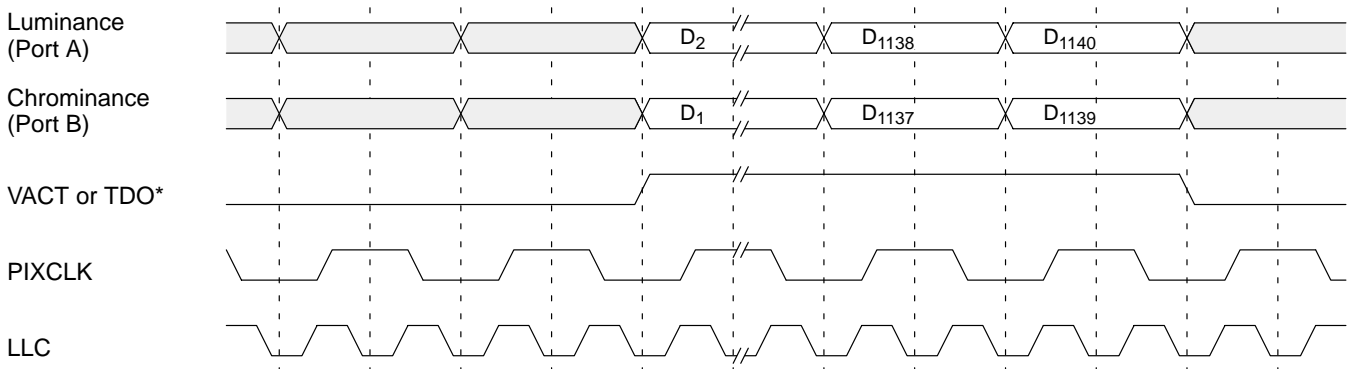 Luminance
(Port A)
D2
D1138
D1140
Chrominance
(Port B)
D1
D1137
D1139
VACT or TDO*
PIXCLK
LLC